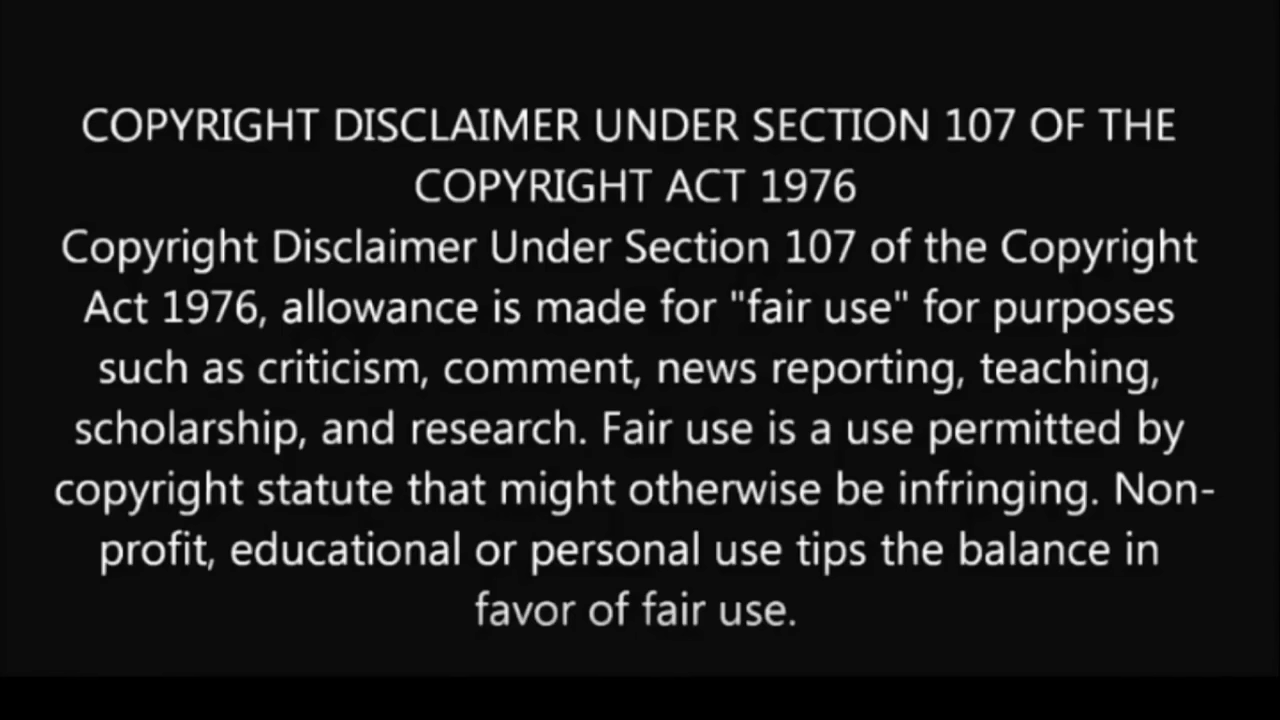 COPYRIGHT DISCLAIMER UNDER SECTION 107 OF THE
COPYRIGHT ACT 1976
Copyright Disclaimer Under Section 107 of the Copyright
Act 1976, allowance is made for "fair use" for purposes
such as criticism, comment, news reporting, teaching,
scholarship, and research. Fair use is a use permitted by
copyright statute that might otherwise be infringing. Non-
profit, educational or personal use tips the balance in
favor of fair use.